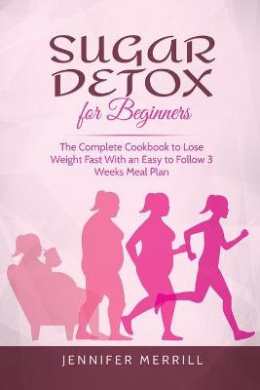 SUGAR
DETOX
for Beginners
The Complete Cookbook to Lose
Weight Fast With an Easy to Follow 3
Weeks Meal Plan
JENNIFER MERRILL